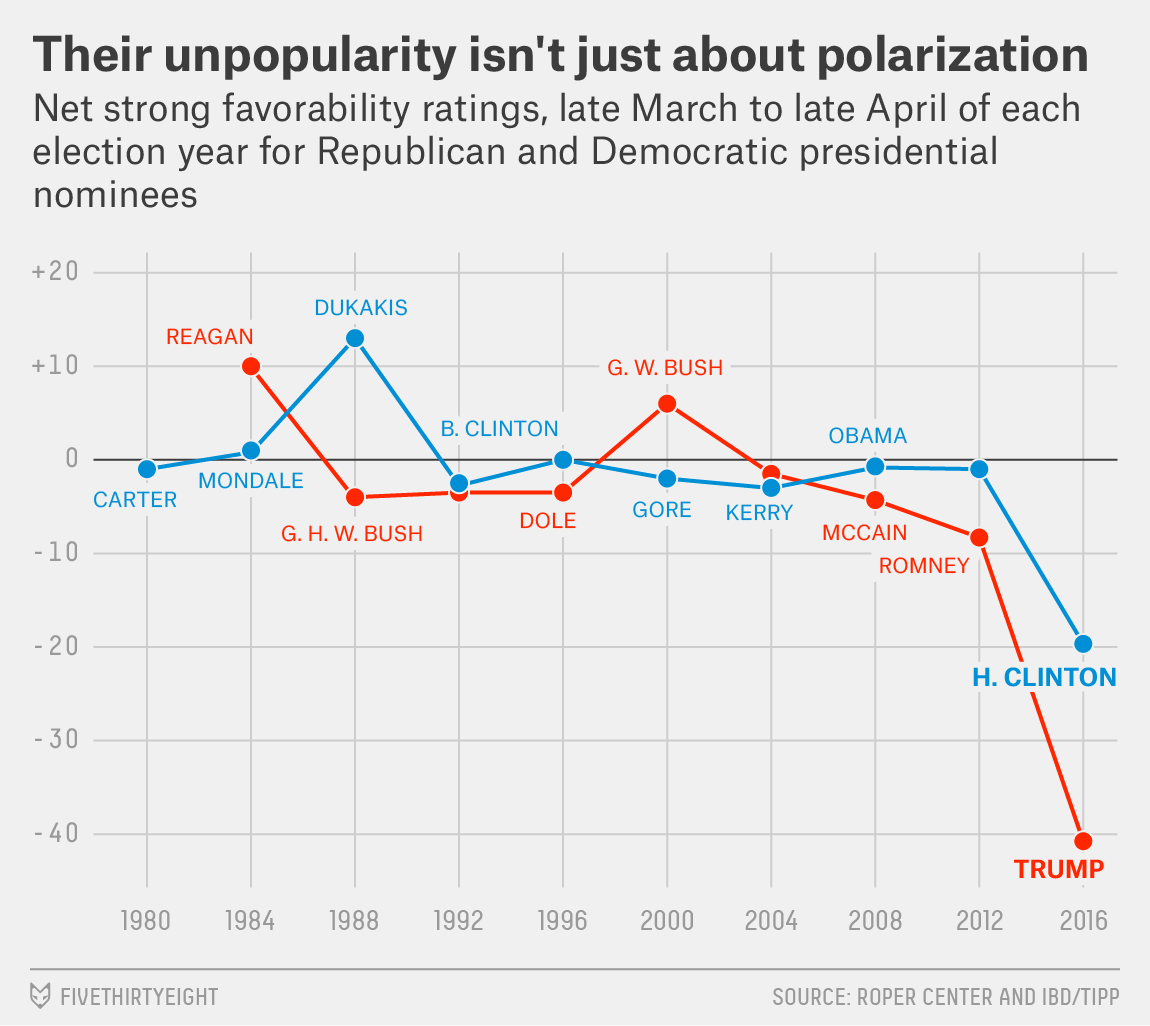 Their unpopularity isn't just about polarization
Net strong favorability ratings, late March to late April of each
election year for Republican and Democratic presidential
nominees
+20
DUKAKIS
REAGAN
+10
G. W. BUSH
B. CLINTON
OBAMA
0
MONDALE
CARTER
GORE
KERRY
DOLE
G. H. W. BUSH
MCCAIN
-10
ROMNEY
-20
H. CLINTON
-30
-40
TRUMP
1980 1984 1988 1992 1996 2000 2004 2008 2012 2016
FIVETHIRTYEIGHT
SOURCE: ROPER CENTER AND IBD/TIPP